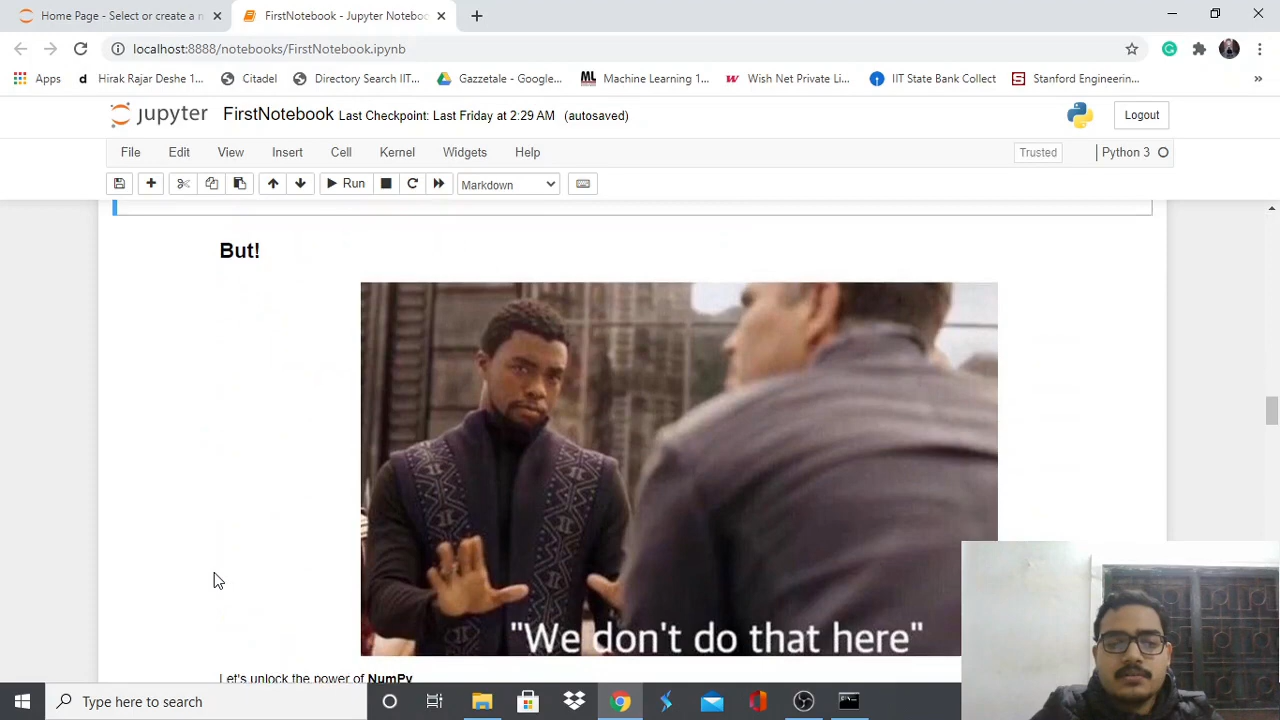 Home Page - Select or create a n
FirstNotebook - Jupyter Noteboo
localhost:8888/notebooks/FirstNotebook.ipynb
Apps
Hirak Rajar Deshe 1...
Citadel
Directory Search IIT...
Gazzetale - Google...
ML
Machine Learning 1...
Wish Net Private Li...
IIT State Bank Collect
Stanford Engineerin...
jupyter
FirstNotebook Last Checkpoint: Last Friday at 2:29 AM (autosaved)
Logout
File
Edit
View
Insert
Cell
Kernel
Widgets
Help
Trusted
Python 3
Run
Markdown
But!
"We don't do that here"
Let's unlock the power of NumPy
Type here to search